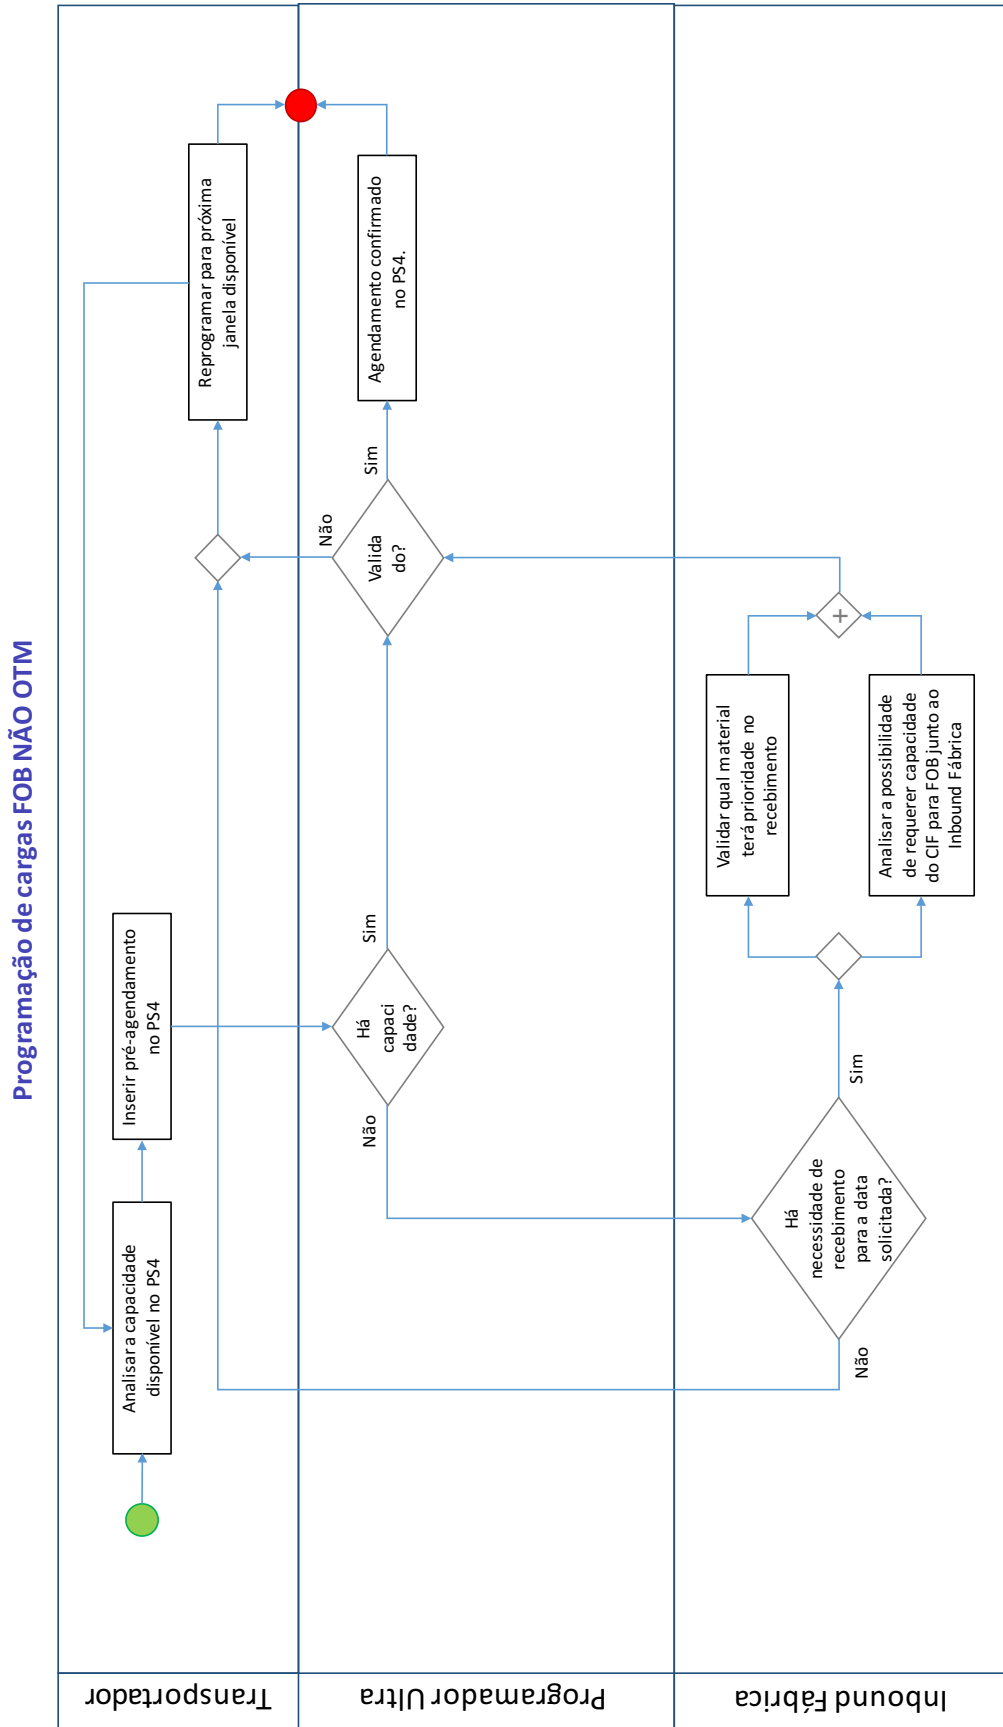 Programação de cargas FOB NÃO OTM
Transportador
Analisar a capacidade
disponível no PS4
Inserir pré-agendamento
no PS4
Reprogramar para próxima
janela disponível
Programador Ultra
Há
capaci
dade?
Não
Sim
Valida
do?
Não
Sim
Agendamento confirmado
no PS4.
Inbound Fábrica
Há
necessidade de
recebimento
para a data
solicitada?
Não
Sim
Validar qual material
terá prioridade no
recebimento
Analisar a possibilidade
de requerer capacidade
do CIF para FOB junto ao
Inbound Fábrica
+